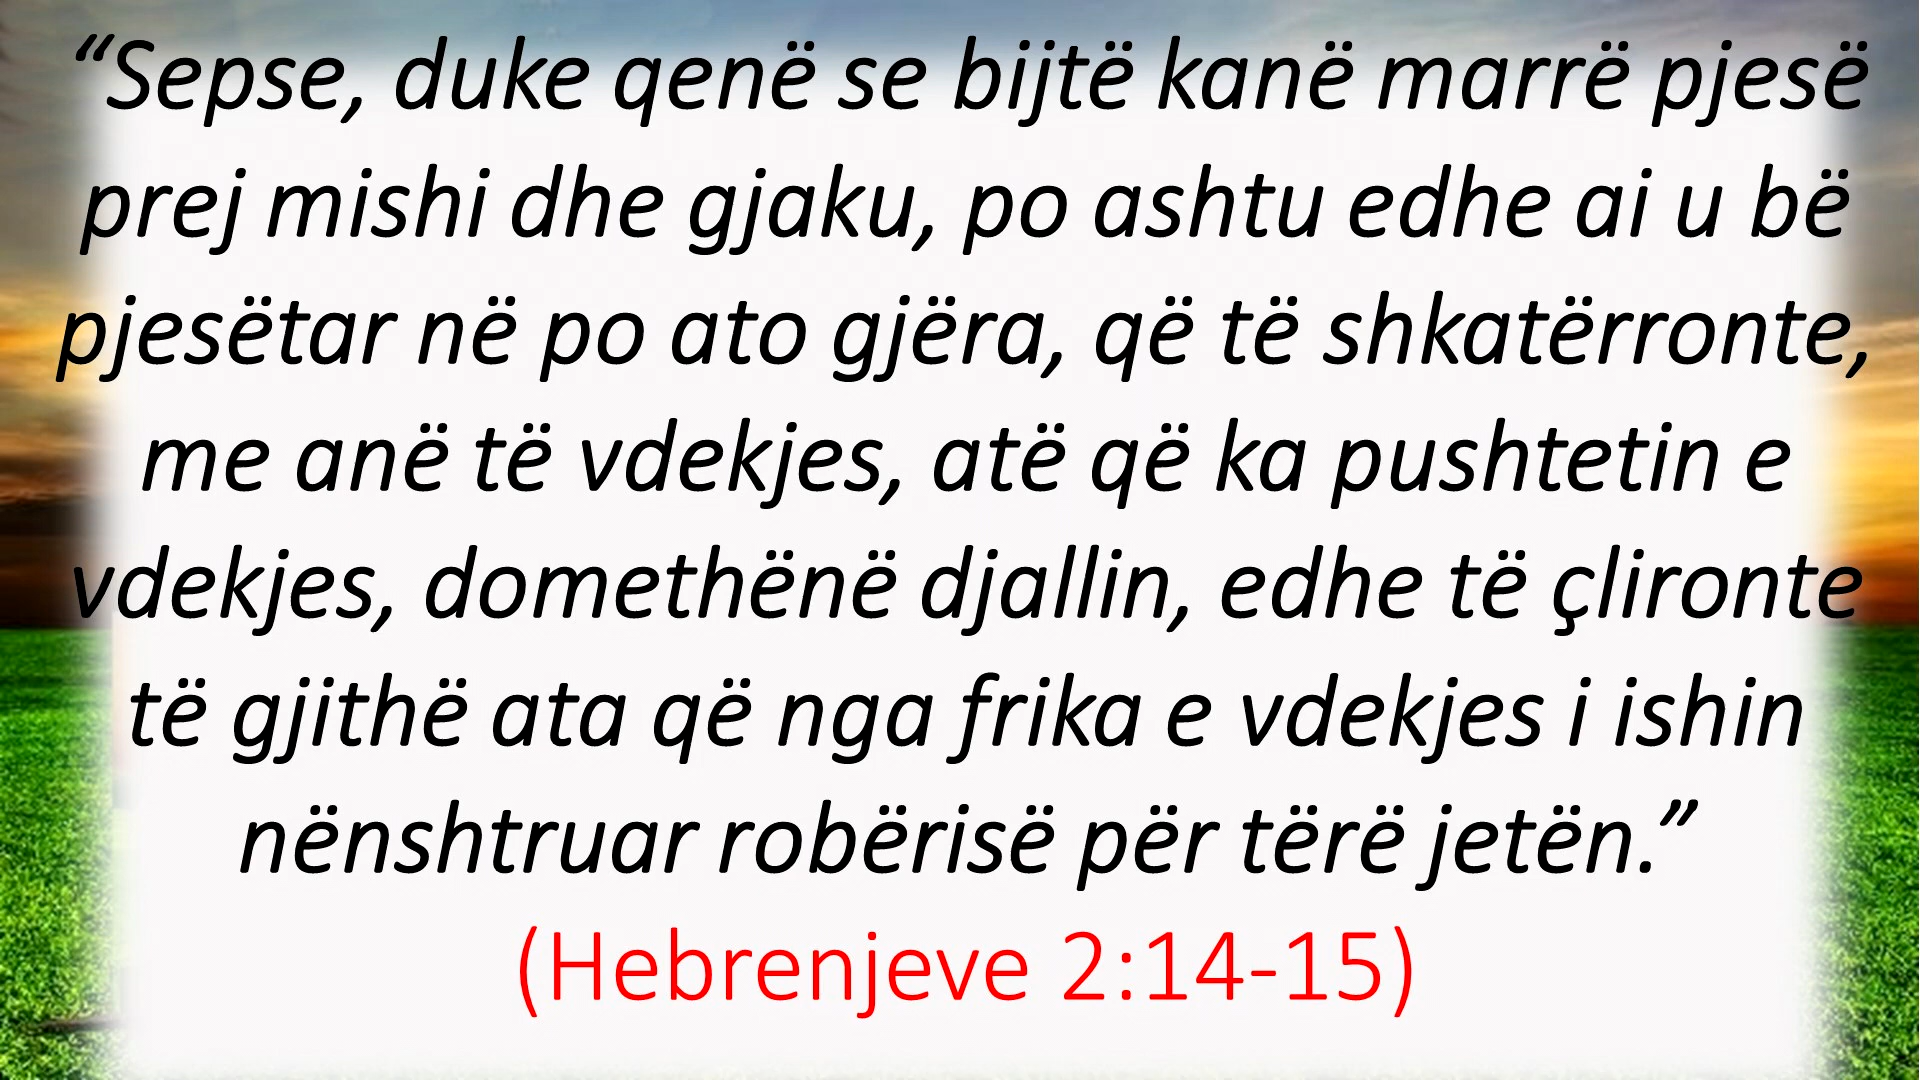 “Sepse, duke qenë se bijtë kanë marrë pjesë
prej mishi dhe gjaku, po ashtu edhe ai u bë
pjesëtar në po ato gjëra, që të shkatërronte,
me anë të vdekjes, atë që ka pushtetin e
vdekjes, domethënë djallin, edhe të çlironte
të gjithë ata që nga frika e vdekjes i ishin
nënshtruar robërisë për tërë jetën.”
(Hebrenjeve 2:14-15)